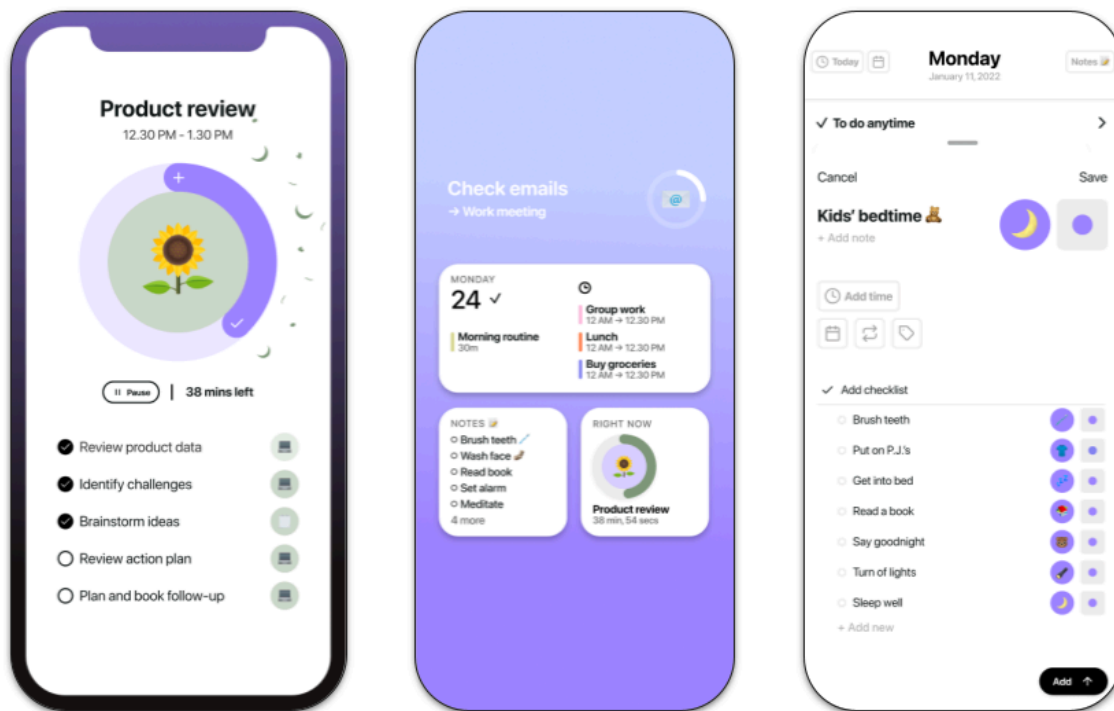 Product review
12.30 PM - 1.30 PM
Pause | 38 mins left
Review product data
Identify challenges
Brainstorm ideas
Review action plan
Plan and book follow-up
Check emails
→ Work meeting
@
MONDAY
24 ✓
Morning routine
30m
Group work
12 AM → 12.30 PM
Lunch
12 AM → 12.30 PM
Buy groceries
12 AM → 12.30 PM
NOTES 📝
Brush teeth 🪥
Wash face 🤳🏽
Read book
Set alarm
Meditate
4 more
RIGHT NOW
Product review
38 min, 54 secs
Today
Monday
January 11, 2022
Notes 📝
✓ To do anytime
Cancel
Save
Kids' bedtime 🧸
+ Add note
Add time
✓ Add checklist
Brush teeth
Put on P.J.'s
Get into bed
Read a book
Say goodnight
Turn of lights
Sleep well
+ Add new
Add ↑